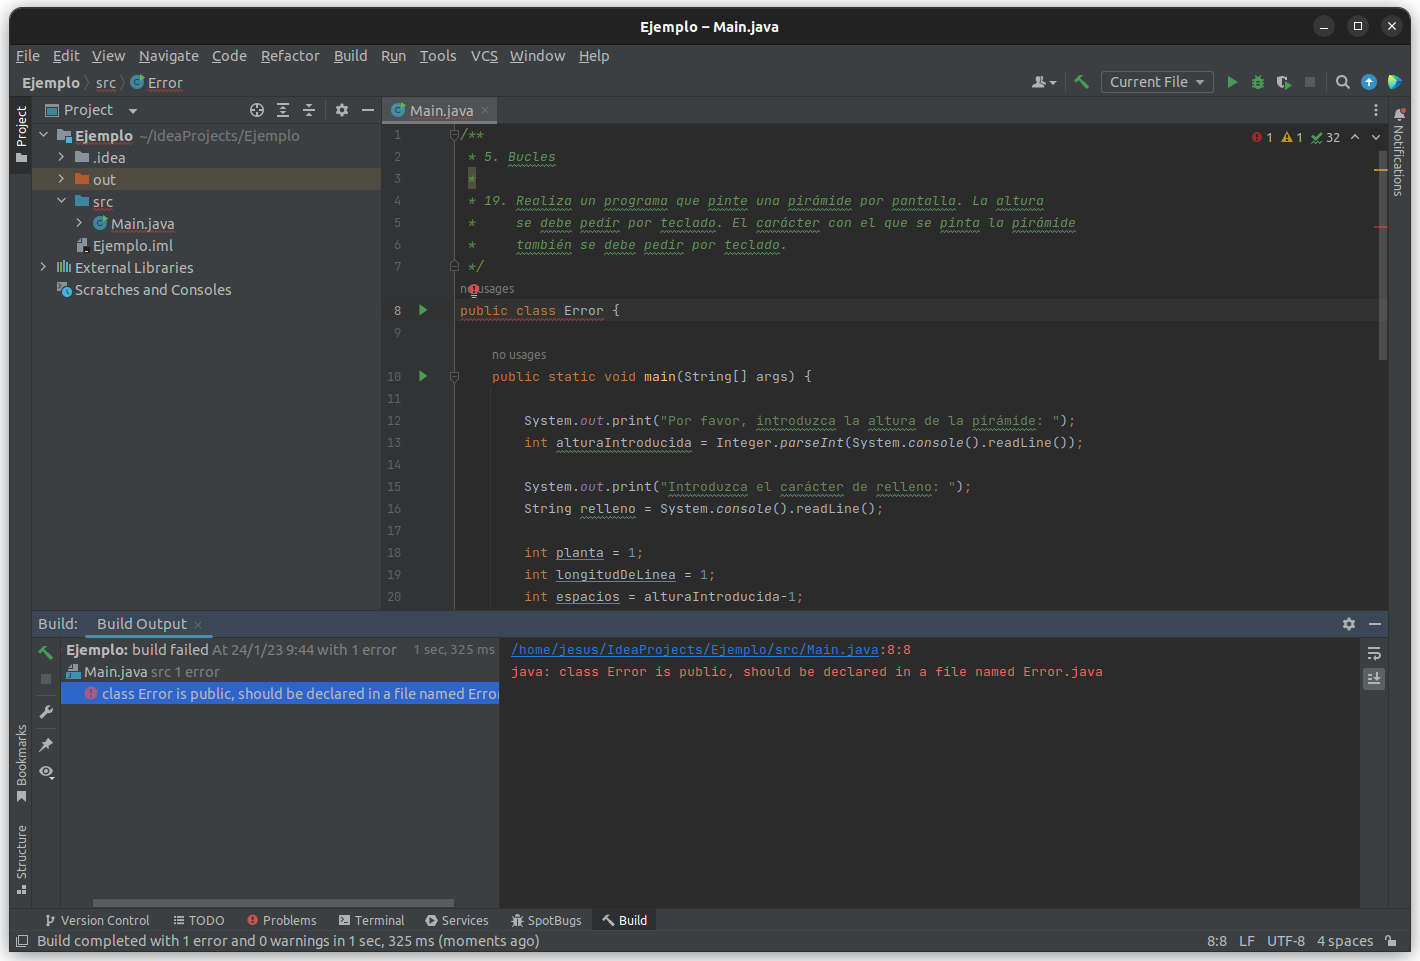 Ejemplo – Main.java
File Edit View Navigate Code Refactor Build Run Tools VCS Window Help
Ejemplo src Error
Current File
Project
Project
Main.java
Notifications
Ejemplo ~/IdeaProjects/Ejemplo
.idea
out
src
Main.java
Ejemplo.iml
External Libraries
Scratches and Consoles
1 1 32
1 /**
2 * 5. Bucles
3 *
4 * 19. Realiza un programa que pinte una pirámide por pantalla. La altura
5 * se debe pedir por teclado. El carácter con el que se pinta la pirámide
6 * también se debe pedir por teclado.
7 */
no usages
8 public class Error {
9
no usages
10 public static void main(String[] args) {
11
12 System.out.print("Por favor, introduzca la altura de la pirámide: ");
13 int alturaIntroducida = Integer.parseInt(System.console().readLine());
14
15 System.out.print("Introduzca el carácter de relleno: ");
16 String relleno = System.console().readLine();
17
18 int planta = 1;
19 int longitudDeLinea = 1;
20 int espacios = alturaIntroducida-1;
Build: Build Output
Ejemplo: build failed At 24/1/23 9:44 with 1 error 1 sec, 325 ms
Main.java src 1 error
class Error is public, should be declared in a file named Erro
/home/jesus/IdeaProjects/Ejemplo/src/Main.java:8:8
java: class Error is public, should be declared in a file named Error.java
Bookmarks
Structure
Version Control TODO Problems Terminal Services SpotBugs Build
Build completed with 1 error and 0 warnings in 1 sec, 325 ms (moments ago)
8:8 LF UTF-8 4 spaces